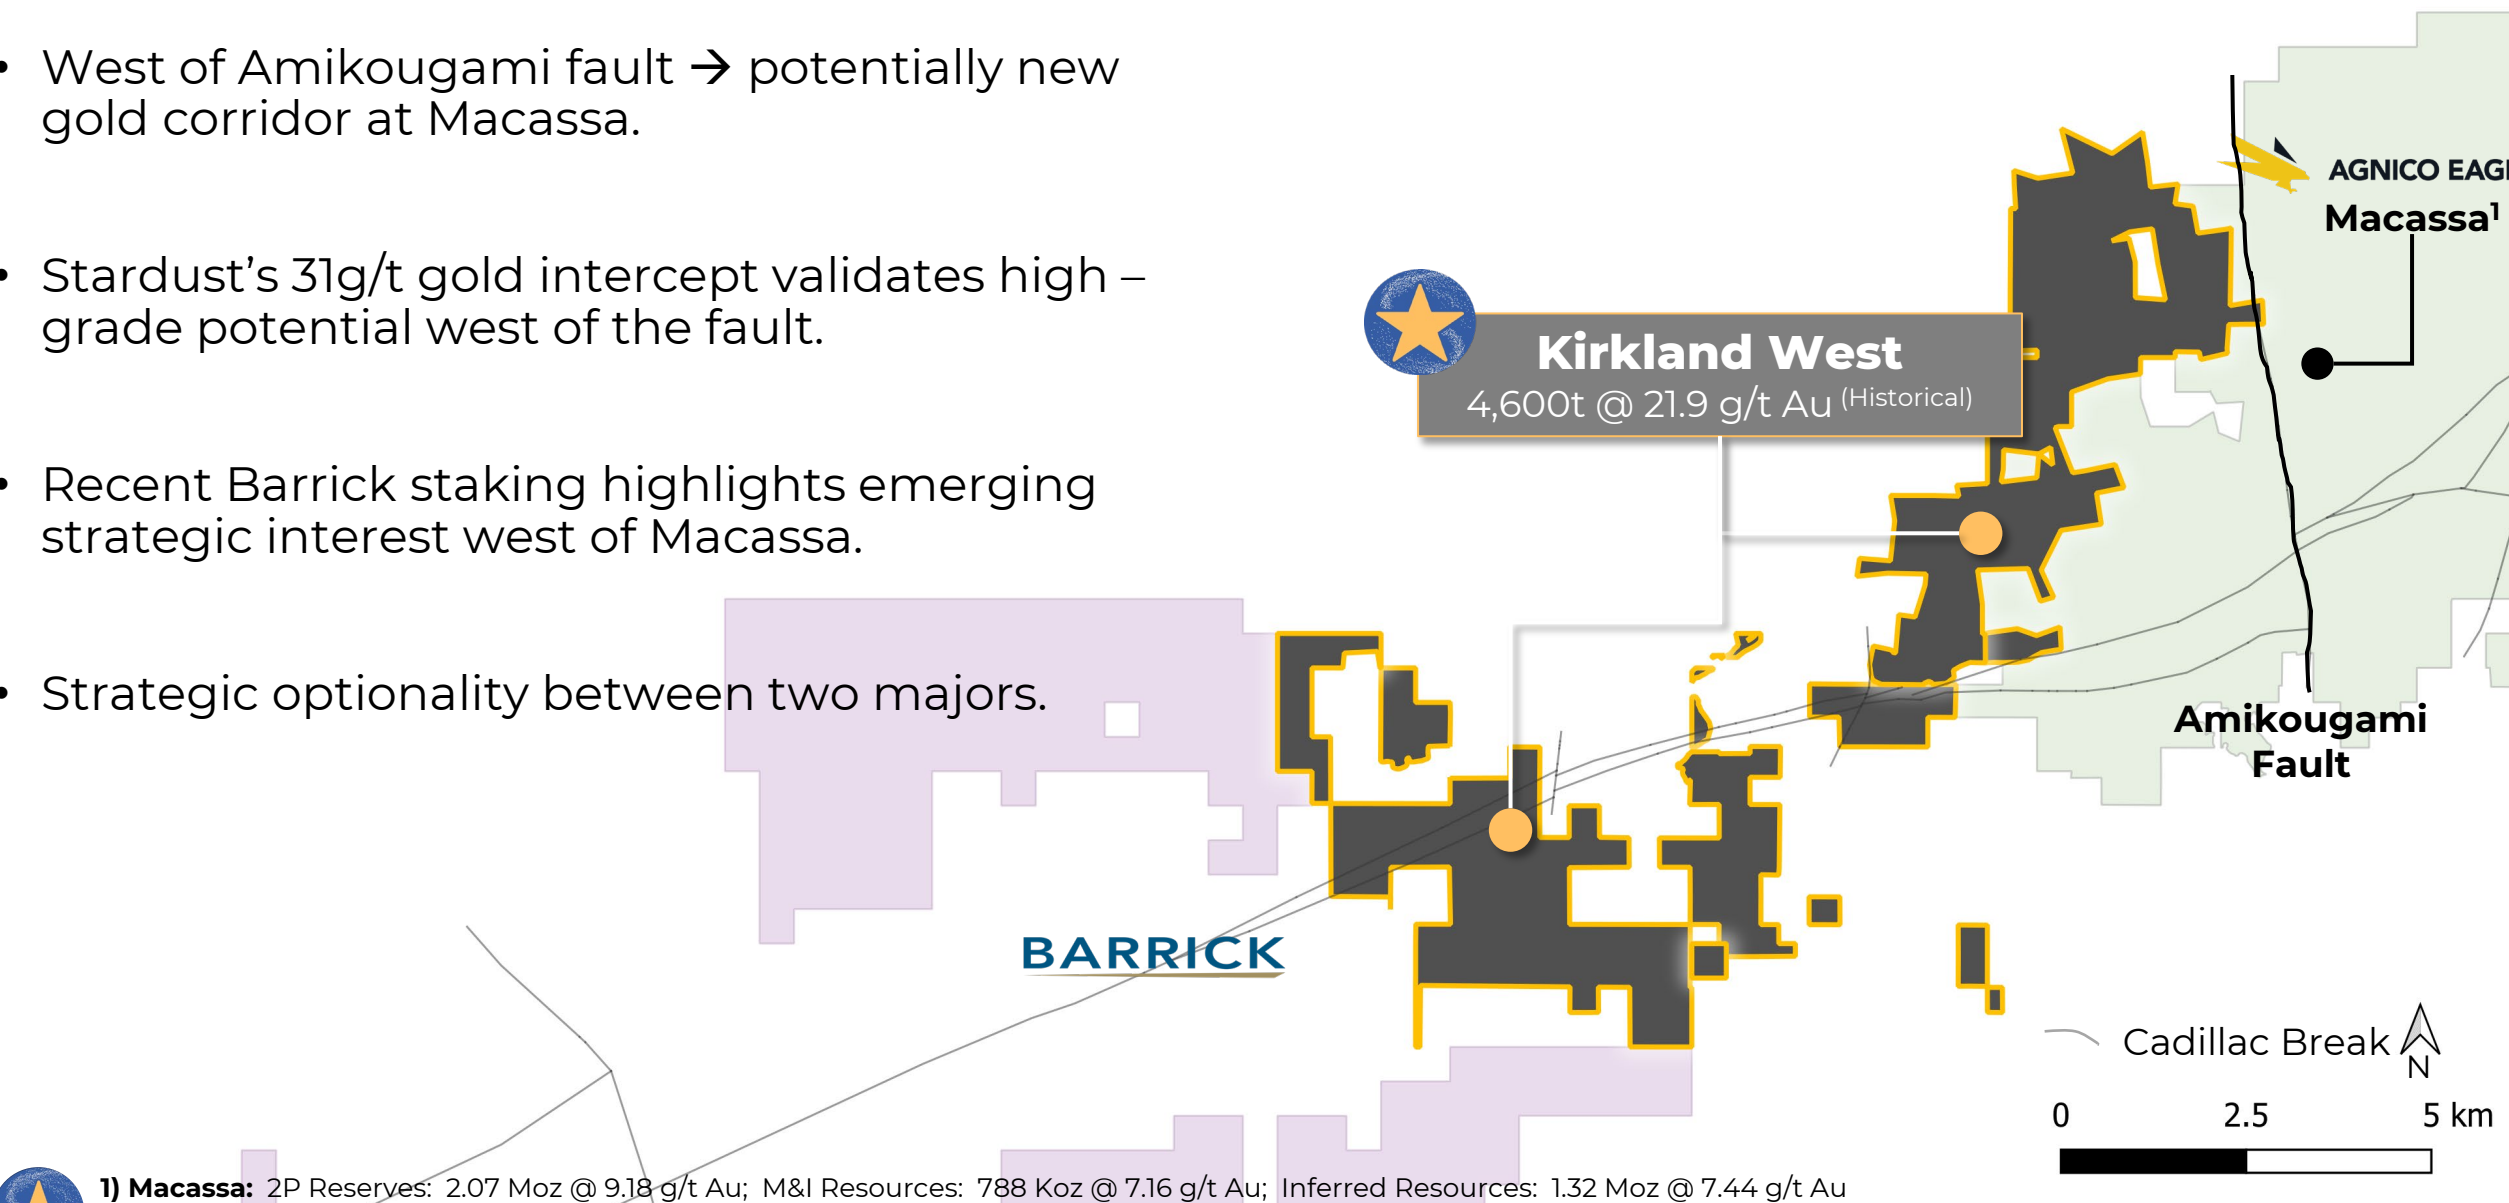 • West of Amikougami fault → potentially new
gold corridor at Macassa.
• Stardust’s 31g/t gold intercept validates high –
grade potential west of the fault.
• Recent Barrick staking highlights emerging
strategic interest west of Macassa.
• Strategic optionality between two majors.
AGNICO EAGL
Macassa¹
Kirkland West
4,600t @ 21.9 g/t Au (Historical)
Amikougami
Fault
BARRICK
Cadillac Break
N
0 2.5 5 km
1) Macassa: 2P Reserves: 2.07 Moz @ 9.18 g/t Au; M&I Resources: 788 Koz @ 7.16 g/t Au; Inferred Resources: 1.32 Moz @ 7.44 g/t Au